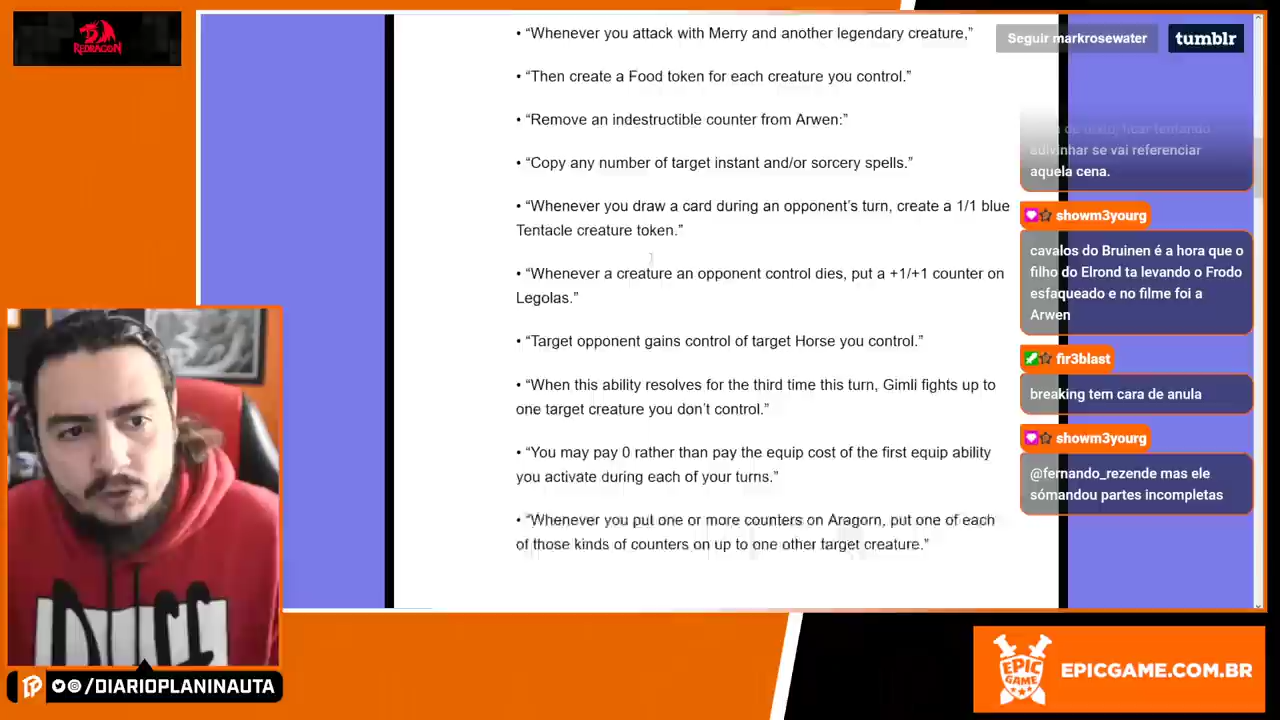 REDRAGON
• “Whenever you attack with Merry and another legendary creature,”
• “Then create a Food token for each creature you control.”
• “Remove an indestructible counter from Arwen:”
• “Copy any number of target instant and/or sorcery spells.”
• “Whenever you draw a card during an opponent’s turn, create a 1/1 blue
Tentacle creature token.”
• “Whenever a creature an opponent control dies, put a +1/+1 counter on
Legolas.”
• “Target opponent gains control of target Horse you control.”
• “When this ability resolves for the third time this turn, Gimli fights up to
one target creature you don’t control.”
• “You may pay 0 rather than pay the equip cost of the first equip ability
you activate during each of your turns.”
• “Whenever you put one or more counters on Aragorn, put one of each
of those kinds of counters on up to one other target creature.”
Seguir markrosewater
tumblr
de texto, ficar tentando
adivinhar se vai referenciar
aquela cena.
showm3yourg
cavalos do Bruinen é a hora que o
filho do Elrond ta levando o Frodo
esfaqueado e no filme foi a
Arwen
fir3blast
breaking tem cara de anula
showm3yourg
@fernando_rezende mas ele
sómandou partes incompletas
/DIARIOPLANINAUTA
EPIC
GAME
EPICGAME.COM.BR